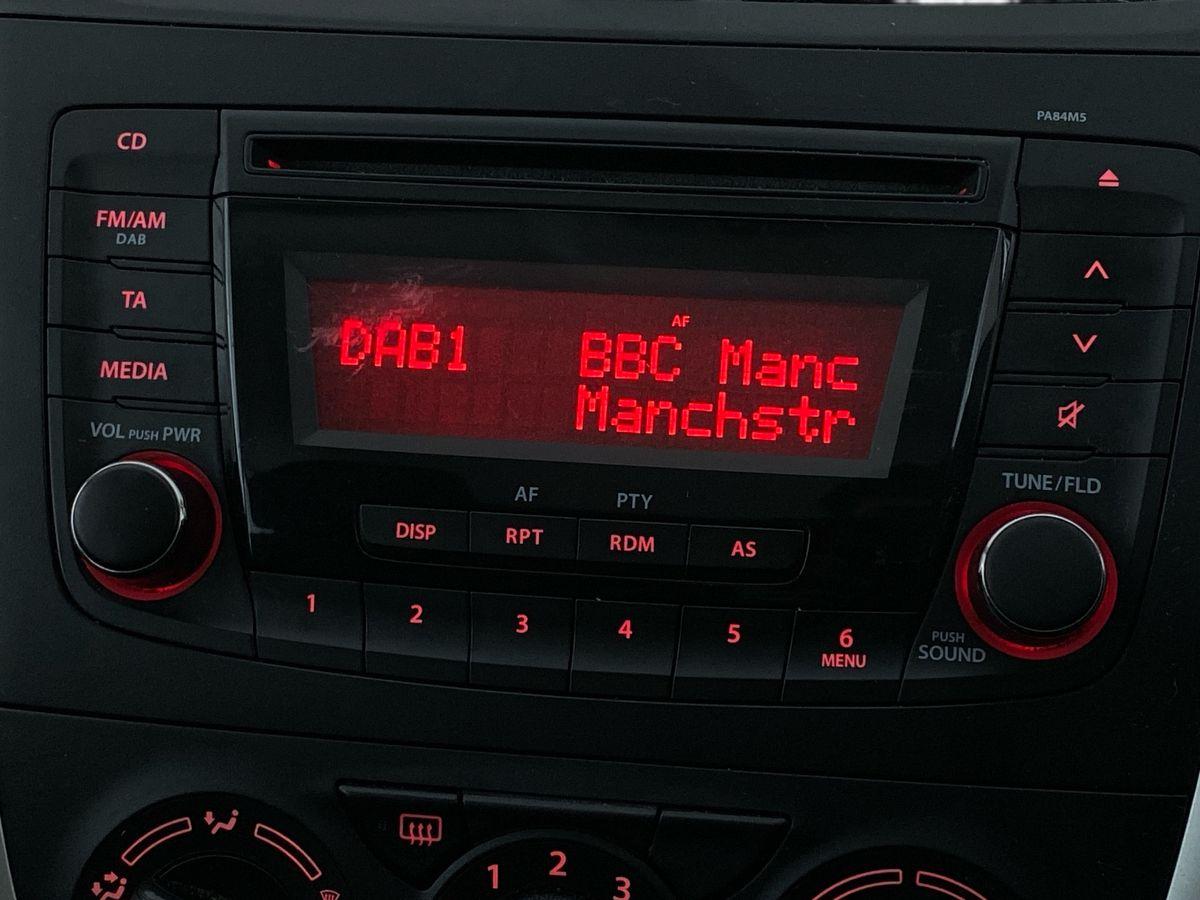 PA84M5
CD
FM/AM
DAB
TA
MEDIA
VOL PUSH PWR
AF
DAB1 BBC Manc
Manchstr
TUNE/FLD
AF PTY
DISP RPT RDM AS
1 2 3 4 5 6
MENU
PUSH
SOUND
1 2 3